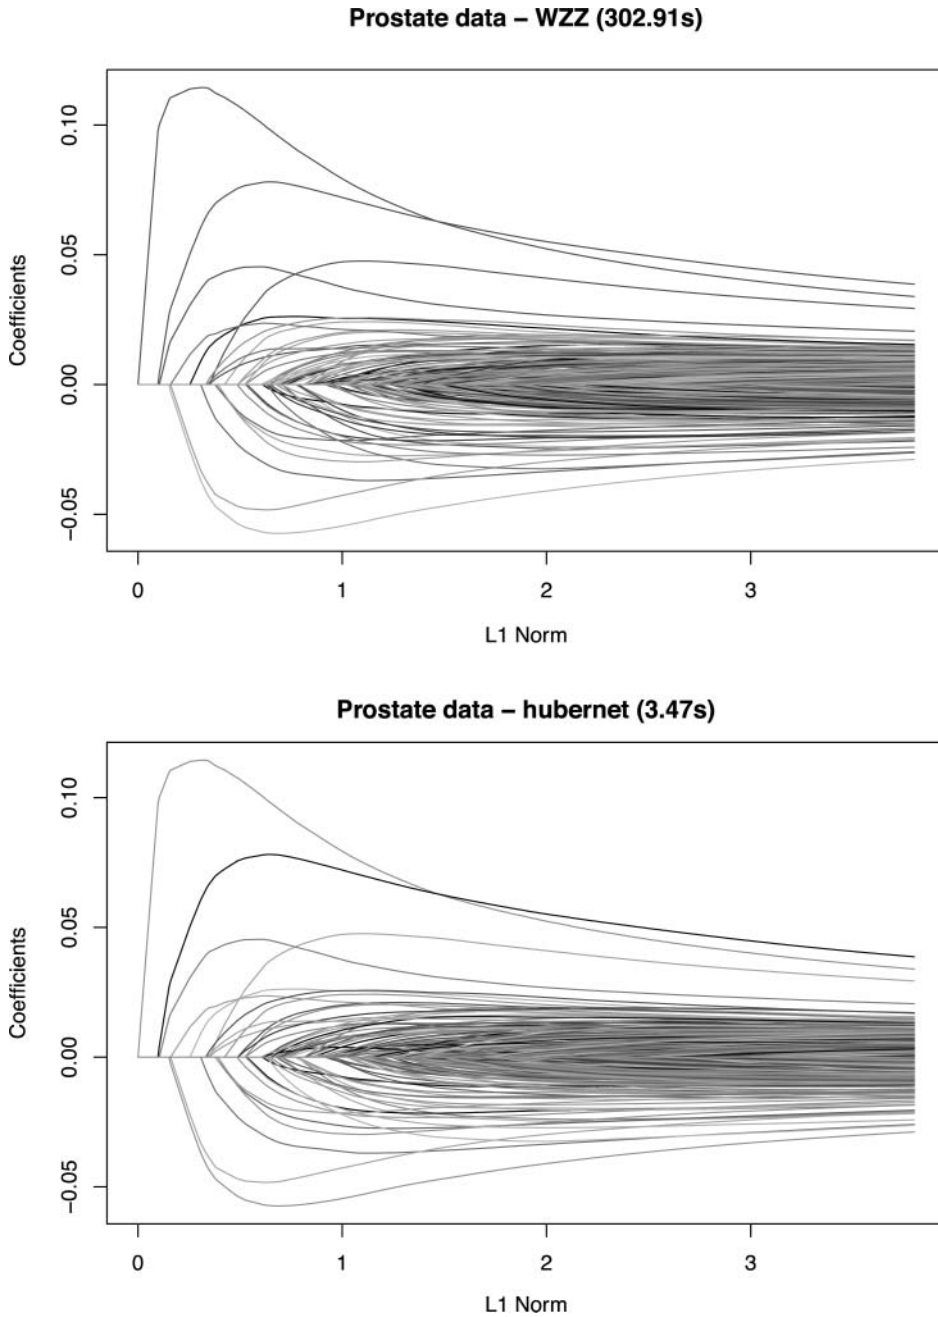 Prostate data – WZZ (302.91s)
0.10
0.05
0.00
−0.05
Coefficients
0 1 2 3
L1 Norm
Prostate data – hubernet (3.47s)
0.10
0.05
0.00
−0.05
Coefficients
0 1 2 3
L1 Norm